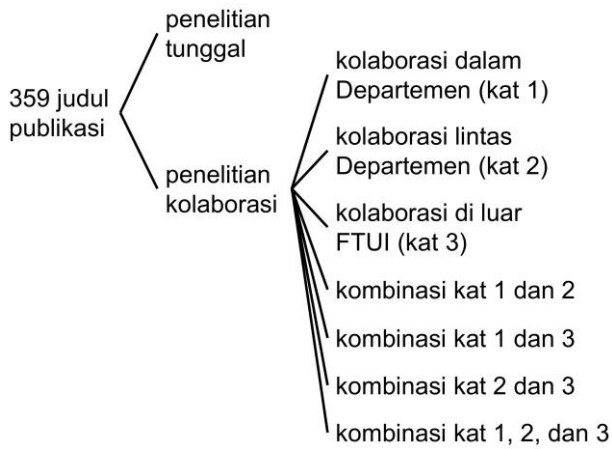 359 judul
publikasi
penelitian
tunggal
penelitian
kolaborasi
kolaborasi dalam
Departemen (kat 1)
kolaborasi lintas
Departemen (kat 2)
kolaborasi di luar
FTUI (kat 3)
kombinasi kat 1 dan 2
kombinasi kat 1 dan 3
kombinasi kat 2 dan 3
kombinasi kat 1, 2, dan 3